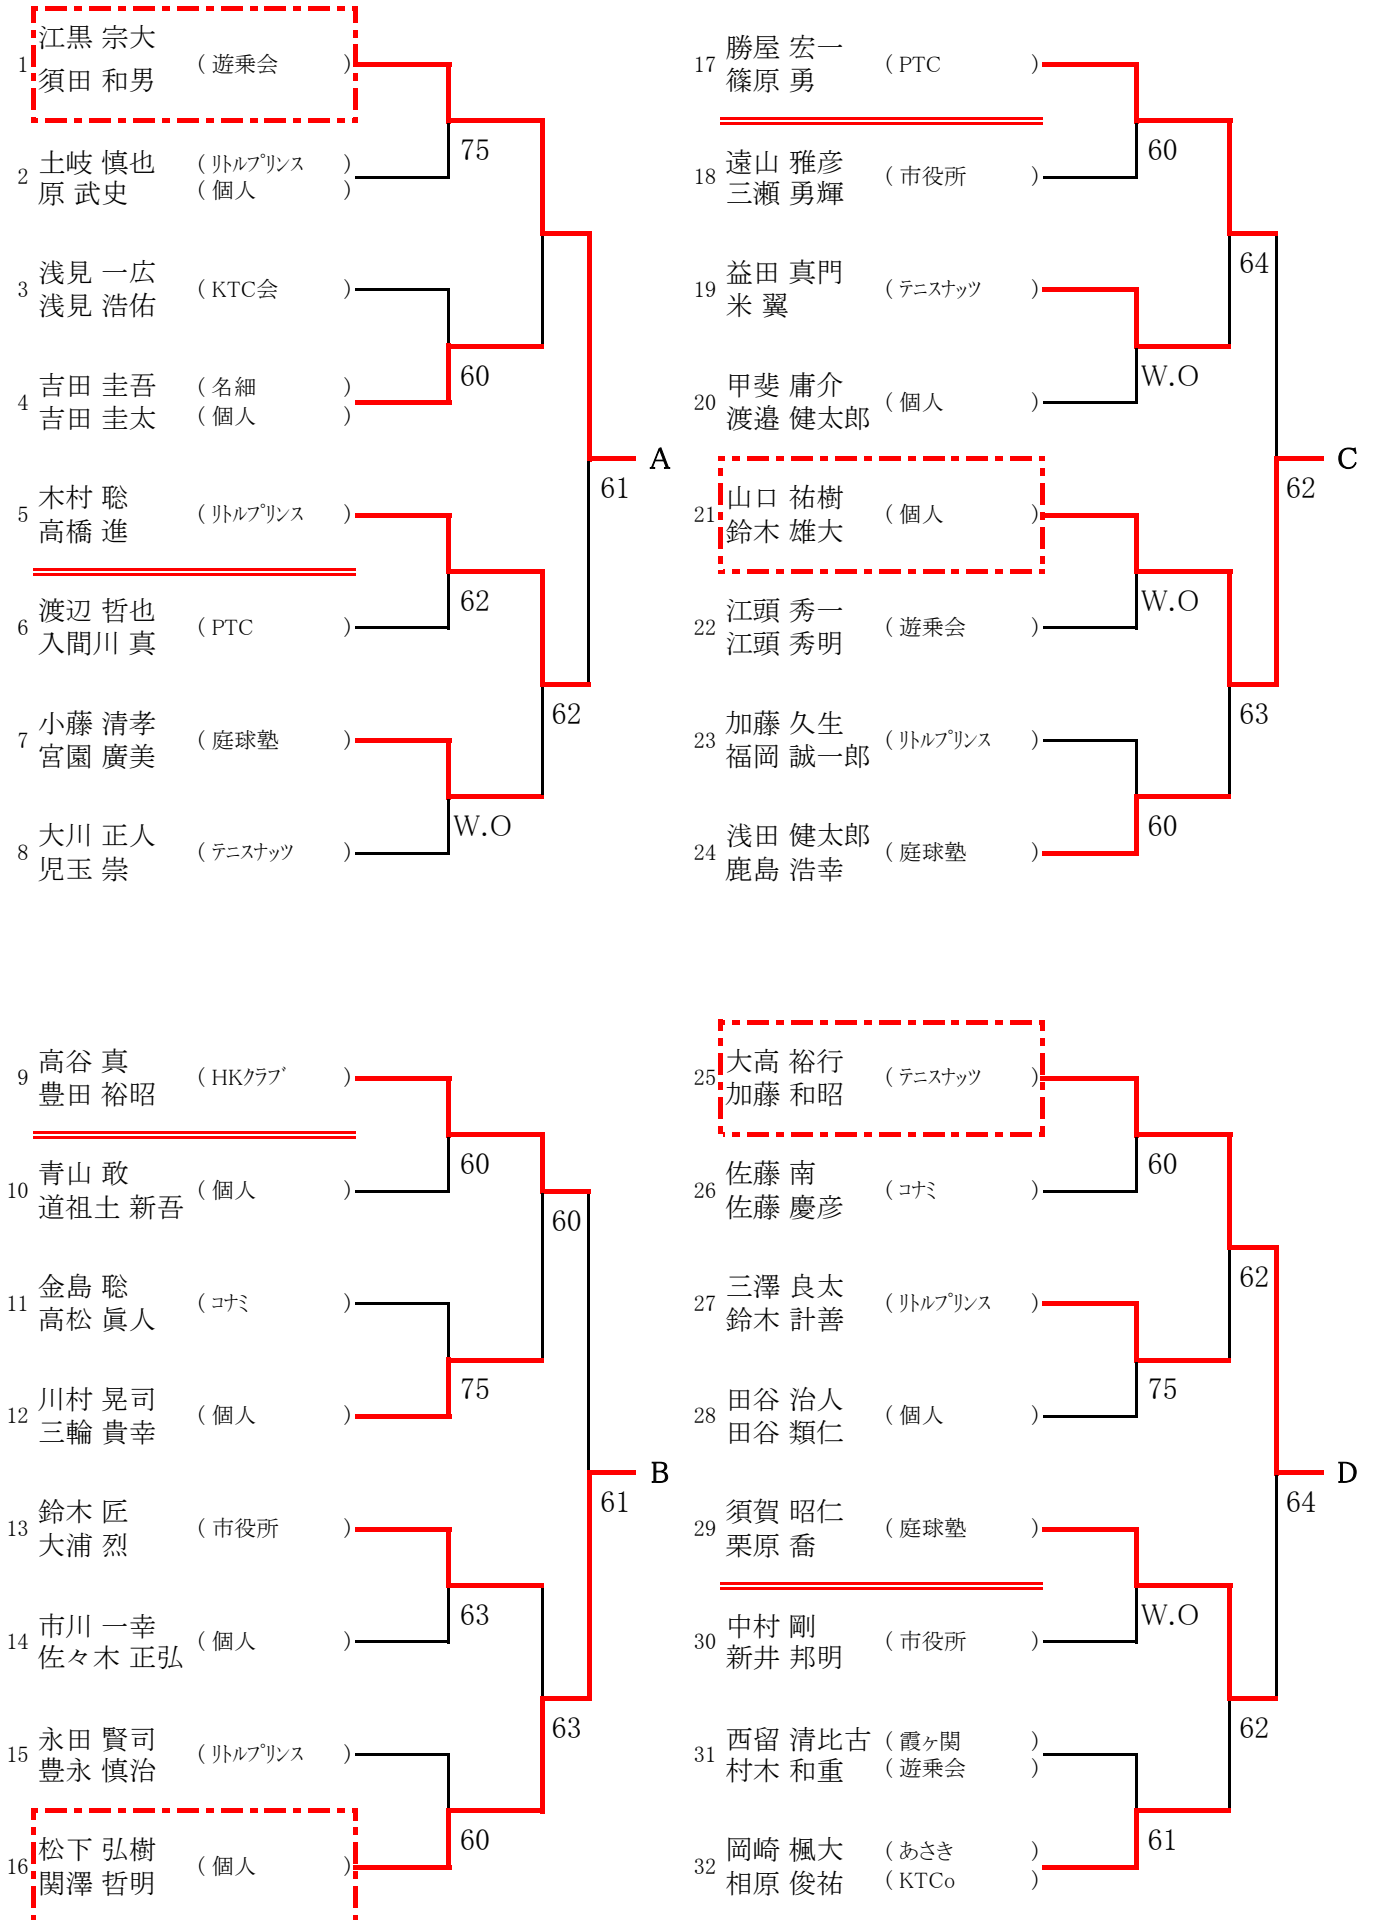 1 江黒 宗大 ( 遊乗会 )
須田 和男
75
2 土岐 慎也 ( ﾘﾄﾙﾌﾟﾘﾝｽ )
原 武史 ( 個人 )
3 浅見 一広 ( KTC会 )
浅見 浩佑
60
4 吉田 圭吾 ( 名細 )
吉田 圭太 ( 個人 )
A
61
5 木村 聡 ( ﾘﾄﾙﾌﾟﾘﾝｽ )
高橋 進
62
6 渡辺 哲也 ( PTC )
入間川 真
62
7 小藤 清孝 ( 庭球塾 )
宮園 廣美
W.O
8 大川 正人 ( ﾃﾆｽﾅｯﾂ )
児玉 崇
9 高谷 真 ( HKｸﾗﾌﾞ )
豊田 裕昭
60
10 青山 敢 ( 個人 )
道祖土 新吾
60
11 金島 聡 ( ｺﾅﾐ )
高松 眞人
75
12 川村 晃司 ( 個人 )
三輪 貴幸
B
61
13 鈴木 匠 ( 市役所 )
大浦 烈
63
14 市川 一幸 ( 個人 )
佐々木 正弘
63
15 永田 賢司 ( ﾘﾄﾙﾌﾟﾘﾝｽ )
豊永 慎治
60
16 松下 弘樹 ( 個人 )
関澤 哲明
17 勝屋 宏一 ( PTC )
篠原 勇
60
18 遠山 雅彦 ( 市役所 )
三瀬 勇輝
64
19 益田 真門 ( ﾃﾆｽﾅｯﾂ )
米 翼
W.O
20 甲斐 庸介 ( 個人 )
渡邉 健太郎
C
62
21 山口 祐樹 ( 個人 )
鈴木 雄大
W.O
22 江頭 秀一 ( 遊乗会 )
江頭 秀明
63
23 加藤 久生 ( ﾘﾄﾙﾌﾟﾘﾝｽ )
福岡 誠一郎
60
24 浅田 健太郎 ( 庭球塾 )
鹿島 浩幸
25 大高 裕行 ( ﾃﾆｽﾅｯﾂ )
加藤 和昭
60
26 佐藤 南 ( ｺﾅﾐ )
佐藤 慶彦
62
27 三澤 良太 ( ﾘﾄﾙﾌﾟﾘﾝｽ )
鈴木 計善
75
28 田谷 治人 ( 個人 )
田谷 類仁
D
64
29 須賀 昭仁 ( 庭球塾 )
栗原 喬
W.O
30 中村 剛 ( 市役所 )
新井 邦明
62
31 西留 清比古 ( 霞ヶ関 )
村木 和重 ( 遊乗会 )
61
32 岡崎 楓大 ( あさき )
相原 俊祐 ( KTCo )